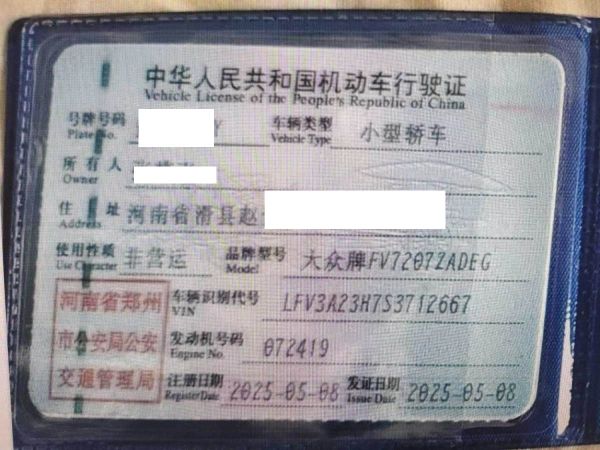 中华人民共和国机动车行驶证
Vehicle License of the People's Republic of China
号牌号码 Y 车辆类型 小型轿车
Plate No. Vehicle Type
所有人
Owner
住址 河南省滑县赵
Address
使用性质 非营运 品牌型号 大众牌FV72072ADEG
Use Character Model
河南省郑州 车辆识别代号 LFV3A23H7S3712667
VIN
市公安局公安 发动机号码 072419
Engine No.
交通管理局 注册日期 2025-05-08 发证日期 2025-05-08
Register Date Issue Date